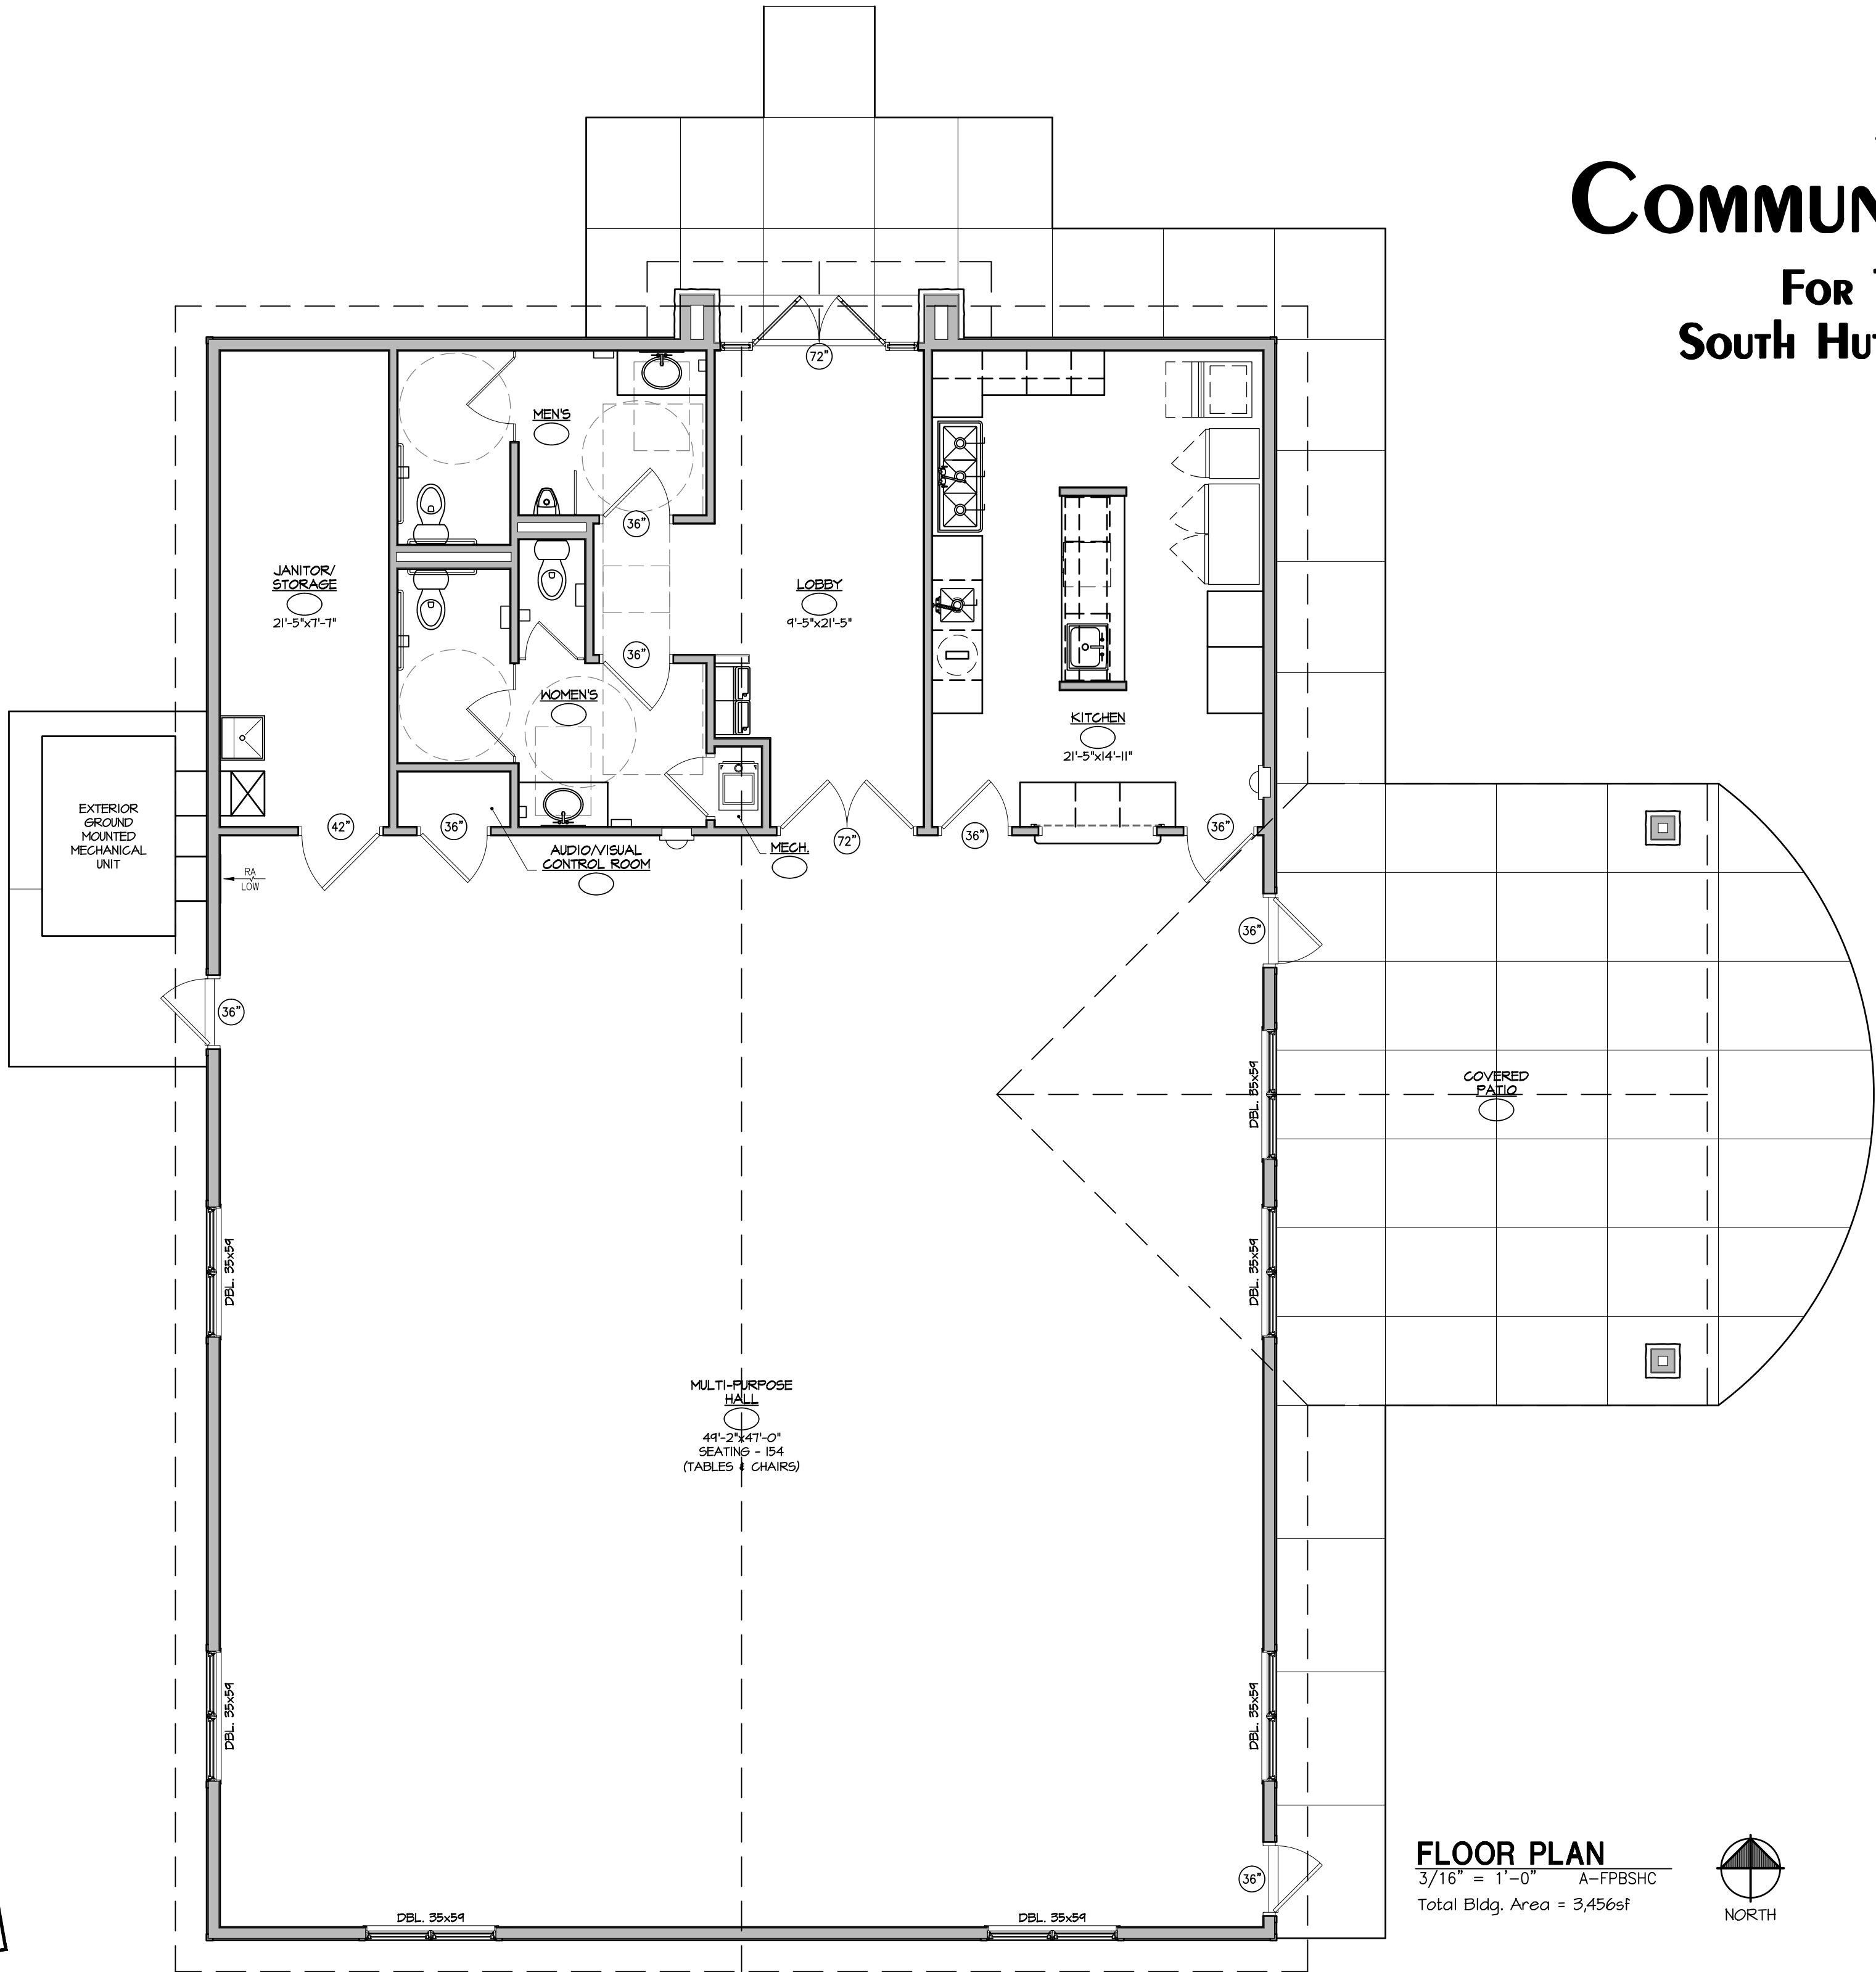 COMMUN
FOR
SOUTH HU
72"
MEN'S
36"
JANITOR/
STORAGE
21'-5"x7'-7"
LOBBY
9'-5"x21'-5"
36"
WOMEN'S
KITCHEN
21'-5"x14'-11"
EXTERIOR
GROUND
MOUNTED
MECHANICAL
UNIT
42"
36"
72"
36"
36"
AUDIO/VISUAL
CONTROL ROOM
MECH.
RA
LOW
36"
36"
COVERED
PATIO
DBL. 35x59
DBL. 35x59
DBL. 35x59
MULTI-PURPOSE
HALL
49'-2"x47'-0"
SEATING - 154
(TABLES & CHAIRS)
DBL. 35x59
DBL. 35x59
36"
DBL. 35x59
DBL. 35x59
FLOOR PLAN
3/16" = 1'-0" A-FPBSHC
Total Bldg. Area = 3,456sf
NORTH